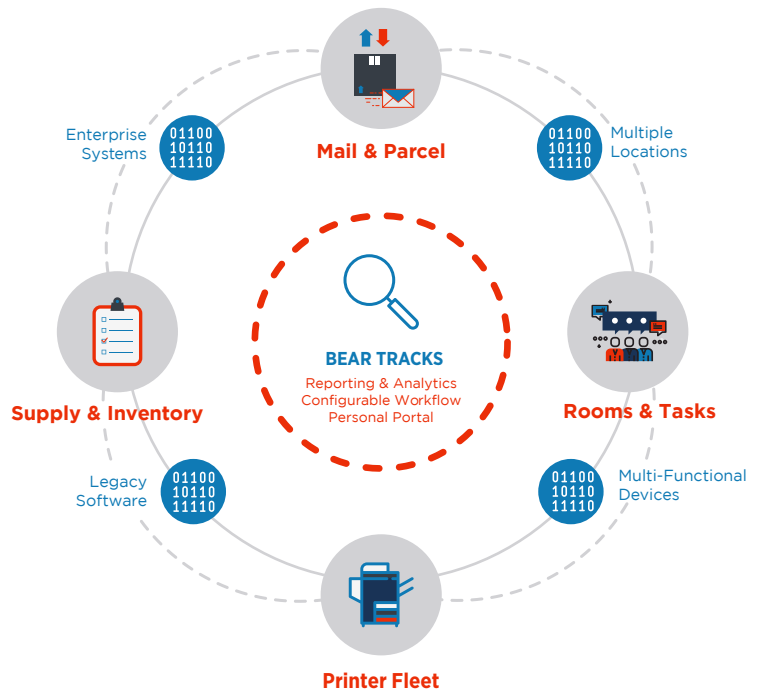 Mail & Parcel
Enterprise
Systems
01100
10110
11110
01100
10110
11110
Multiple
Locations
BEAR TRACKS
Reporting & Analytics
Configurable Workflow
Personal Portal
Supply & Inventory
Rooms & Tasks
Legacy
Software
01100
10110
11110
01100
10110
11110
Multi-Functional
Devices
Printer Fleet